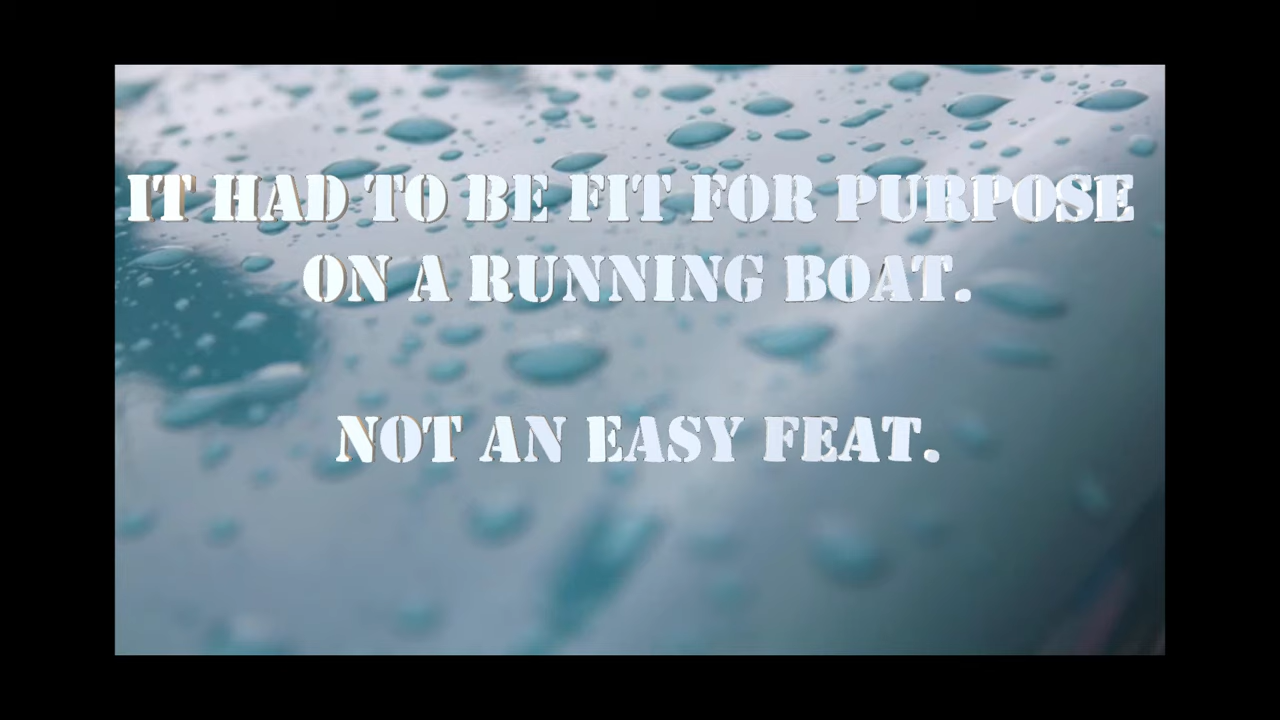 IT HAD TO BE FIT FOR PURPOSE
ON A RUNNING BOAT.
NOT AN EASY FEAT.